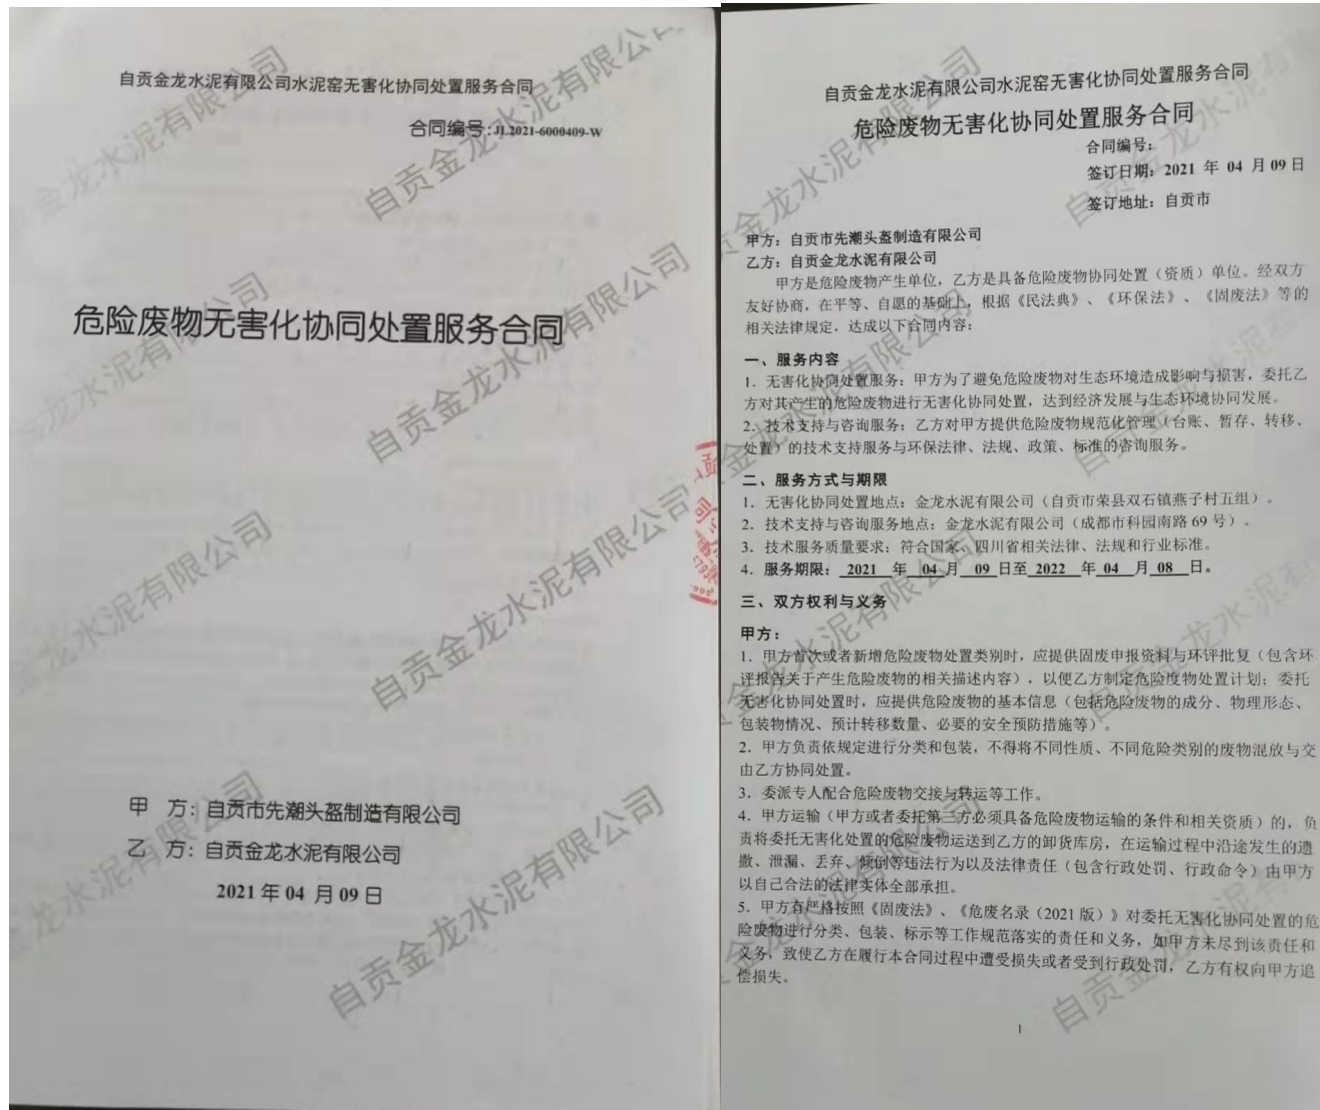 自贡金龙水泥有限公司水泥窑无害化协同处置服务合同
合同编号:JL2021-6000409-W
危险废物无害化协同处置服务合同
甲 方：自贡市先潮头盔制造有限公司
乙 方：自贡金龙水泥有限公司
2021 年 04 月 09 日
自贡金龙水泥有限公司水泥窑无害化协同处置服务合同
危险废物无害化协同处置服务合同
合同编号：
签订日期：2021 年 04 月 09 日
签订地址：自贡市
甲方：自贡市先潮头盔制造有限公司
乙方：自贡金龙水泥有限公司
甲方是危险废物产生单位，乙方是具备危险废物协同处置（资质）单位。经双方
友好协商，在平等、自愿的基础上，根据《民法典》、《环保法》、《固废法》等的
相关法律规定，达成以下合同内容：
一、服务内容
1．无害化协同处置服务：甲方为了避免危险废物对生态环境造成影响与损害，委托乙
方对其产生的危险废物进行无害化协同处置，达到经济发展与生态环境协同发展。
2．技术支持与咨询服务：乙方对甲方提供危险废物规范化管理（台账、暂存、转移、
处置）的技术支持服务与环保法律、法规、政策、标准的咨询服务。
二、服务方式与期限
1．无害化协同处置地点：金龙水泥有限公司（自贡市荣县双石镇燕子村五组）。
2．技术支持与咨询服务地点：金龙水泥有限公司（成都市科园南路 69 号）。
3．技术服务质量要求：符合国家、四川省相关法律、法规和行业标准。
4．服务期限：2021 年 04 月 09 日至 2022 年 04 月 08 日。
三、双方权利与义务
甲方：
1．甲方首次或者新增危险废物处置类别时，应提供固废申报资料与环评批复（包含环
评报告关于产生危险废物的相关描述内容），以便乙方制定危险废物处置计划；委托
无害化协同处置时，应提供危险废物的基本信息（包括危险废物的成分、物理形态、
包装物情况、预计转移数量、必要的安全预防措施等）。
2．甲方负责依规定进行分类和包装，不得将不同性质、不同危险类别的废物混放与交
由乙方协同处置。
3．委派专人配合危险废物交接与转运等工作。
4．甲方运输（甲方或者委托第三方必须具备危险废物运输的条件和相关资质）的，负
责将委托无害化处置的危险废物运送到乙方的卸货库房，在运输过程中沿途发生的遗
撒、泄漏、丢弃、倾倒等违法行为以及法律责任（包含行政处罚、行政命令）由甲方
以自己合法的法律实体全部承担。
5．甲方有严格按照《固废法》、《危废名录（2021 版）》对委托无害化协同处置的危
险废物进行分类、包装、标示等工作规范落实的责任和义务，如甲方未尽到该责任和
义务，致使乙方在履行本合同过程中遭受损失或者受到行政处罚，乙方有权向甲方追
偿损失。
1
自贡金龙水泥有限公司